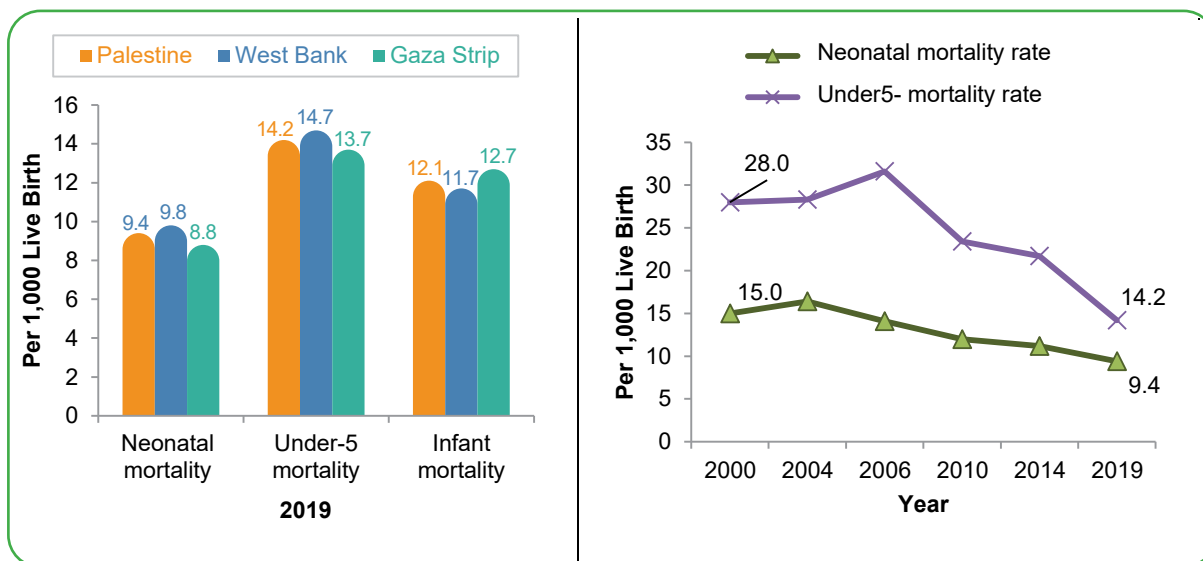 Palestine West Bank Gaza Strip
Per 1,000 Live Birth
16
14
12
10
8
6
4
2
0
9.4 9.8 8.8
14.2 14.7 13.7
12.1 11.7 12.7
Neonatal mortality
Under-5 mortality
Infant mortality
2019
Neonatal mortality rate
Under5- mortality rate
Per 1,000 Live Birth
35
30
25
20
15
10
5
0
28.0
14.2
15.0
9.4
2000 2004 2006 2010 2014 2019
Year